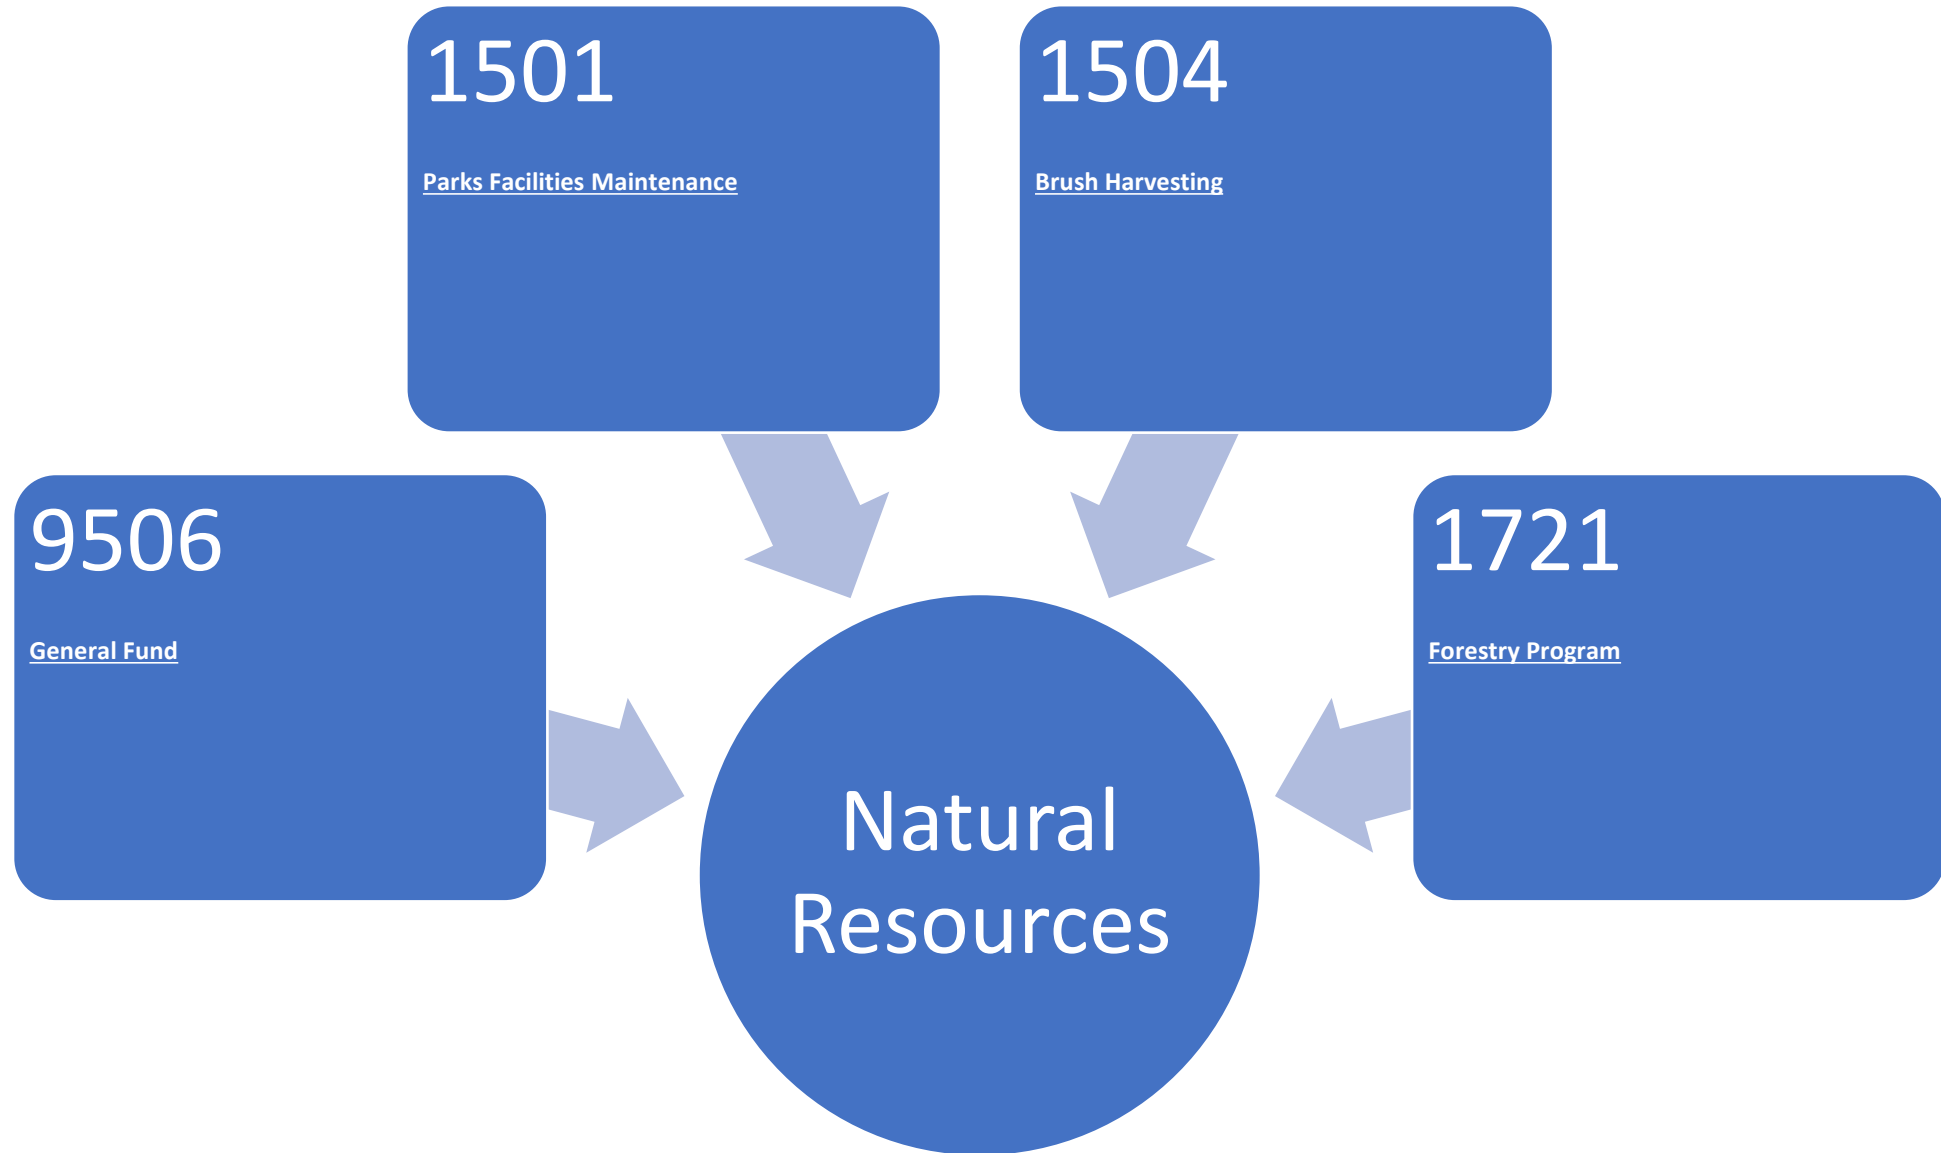 1501
Parks Facilities Maintenance
1504
Brush Harvesting
9506
General Fund
1721
Forestry Program
Natural
Resources